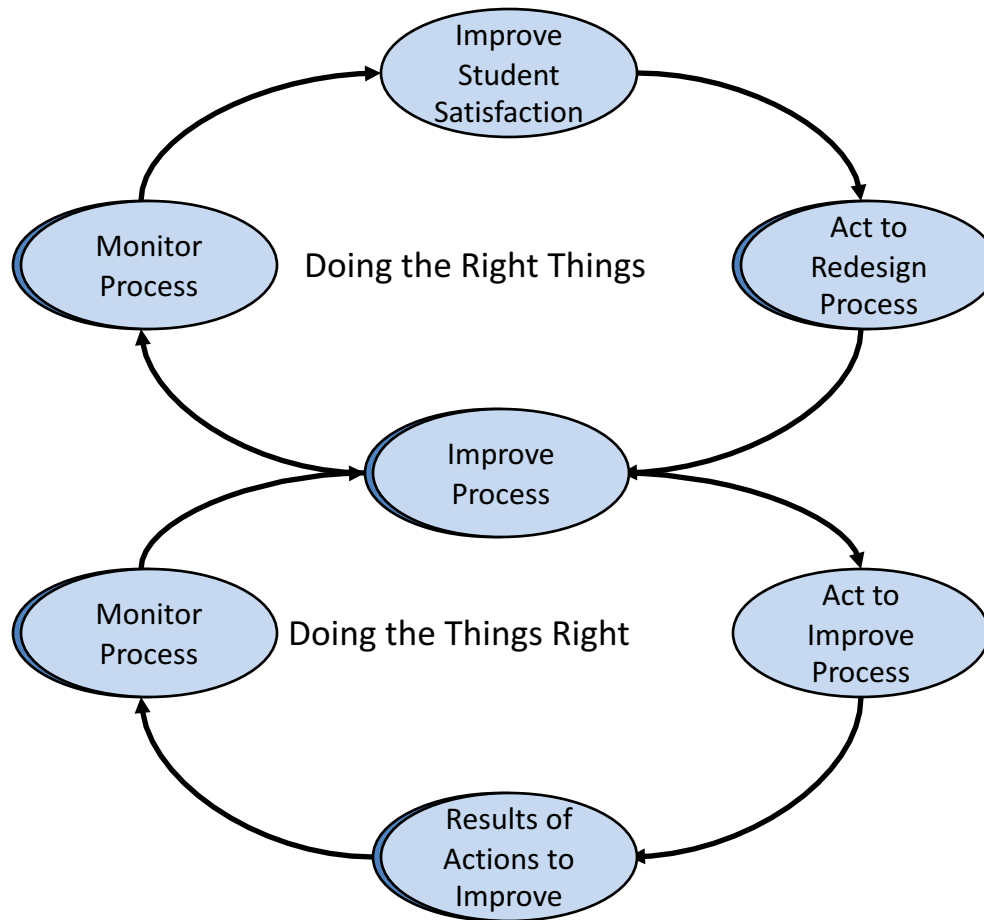 Improve
Student
Satisfaction
Monitor
Process
Doing the Right Things
Act to
Redesign
Process
Improve
Process
Monitor
Process
Doing the Things Right
Act to
Improve
Process
Results of
Actions to
Improve